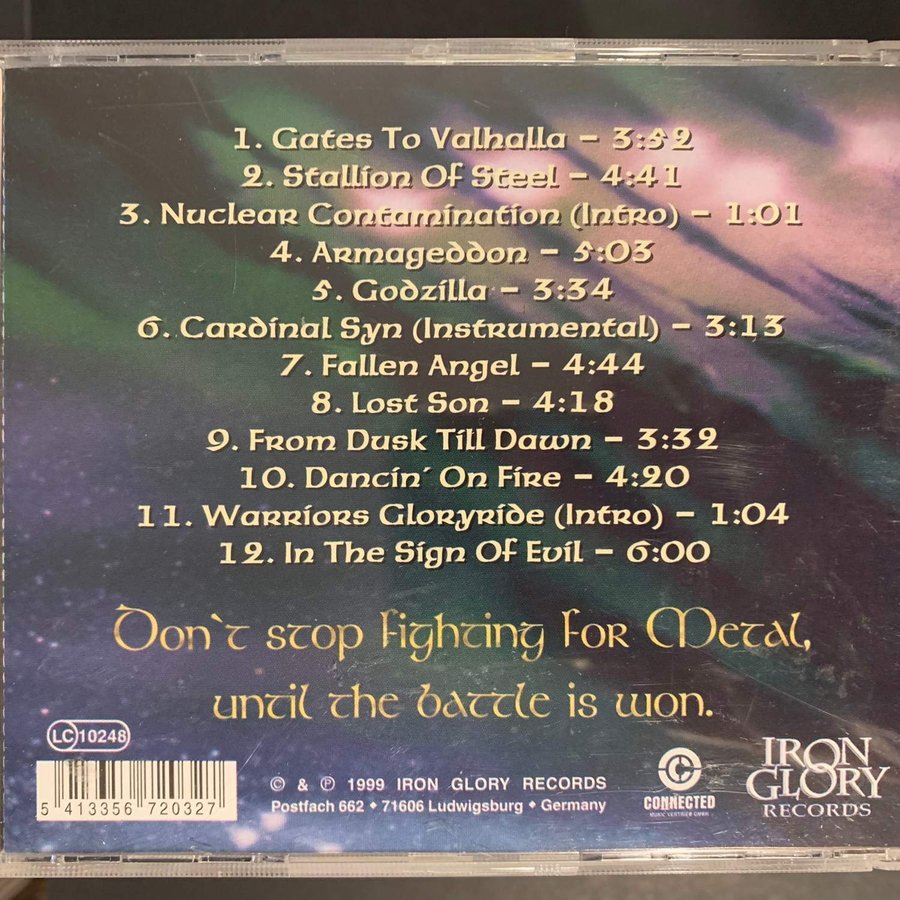 1. Gates To Valhalla – 3:52
2. Stallion Of Steel – 4:41
3. Nuclear Contamination (Intro) – 1:01
4. Armageddon – 5:03
5. Godzilla – 3:34
6. Cardinal Syn (Instrumental) – 3:13
7. Fallen Angel – 4:44
8. Lost Son – 4:18
9. From Dusk Till Dawn – 3:32
10. Dancin´ On Fire – 4:20
11. Warriors Gloryride (Intro) – 1:04
12. In The Sign Of Evil – 6:00
Don`t stop fighting for Metal,
until the battle is won.
LC 10248
5 413356 720327
© & ℗ 1999 IRON GLORY RECORDS
Postfach 662 • 71606 Ludwigsburg • Germany
CONNECTED
MUSIC VERTRIEB GMBH
IRON
GLORY
RECORDS